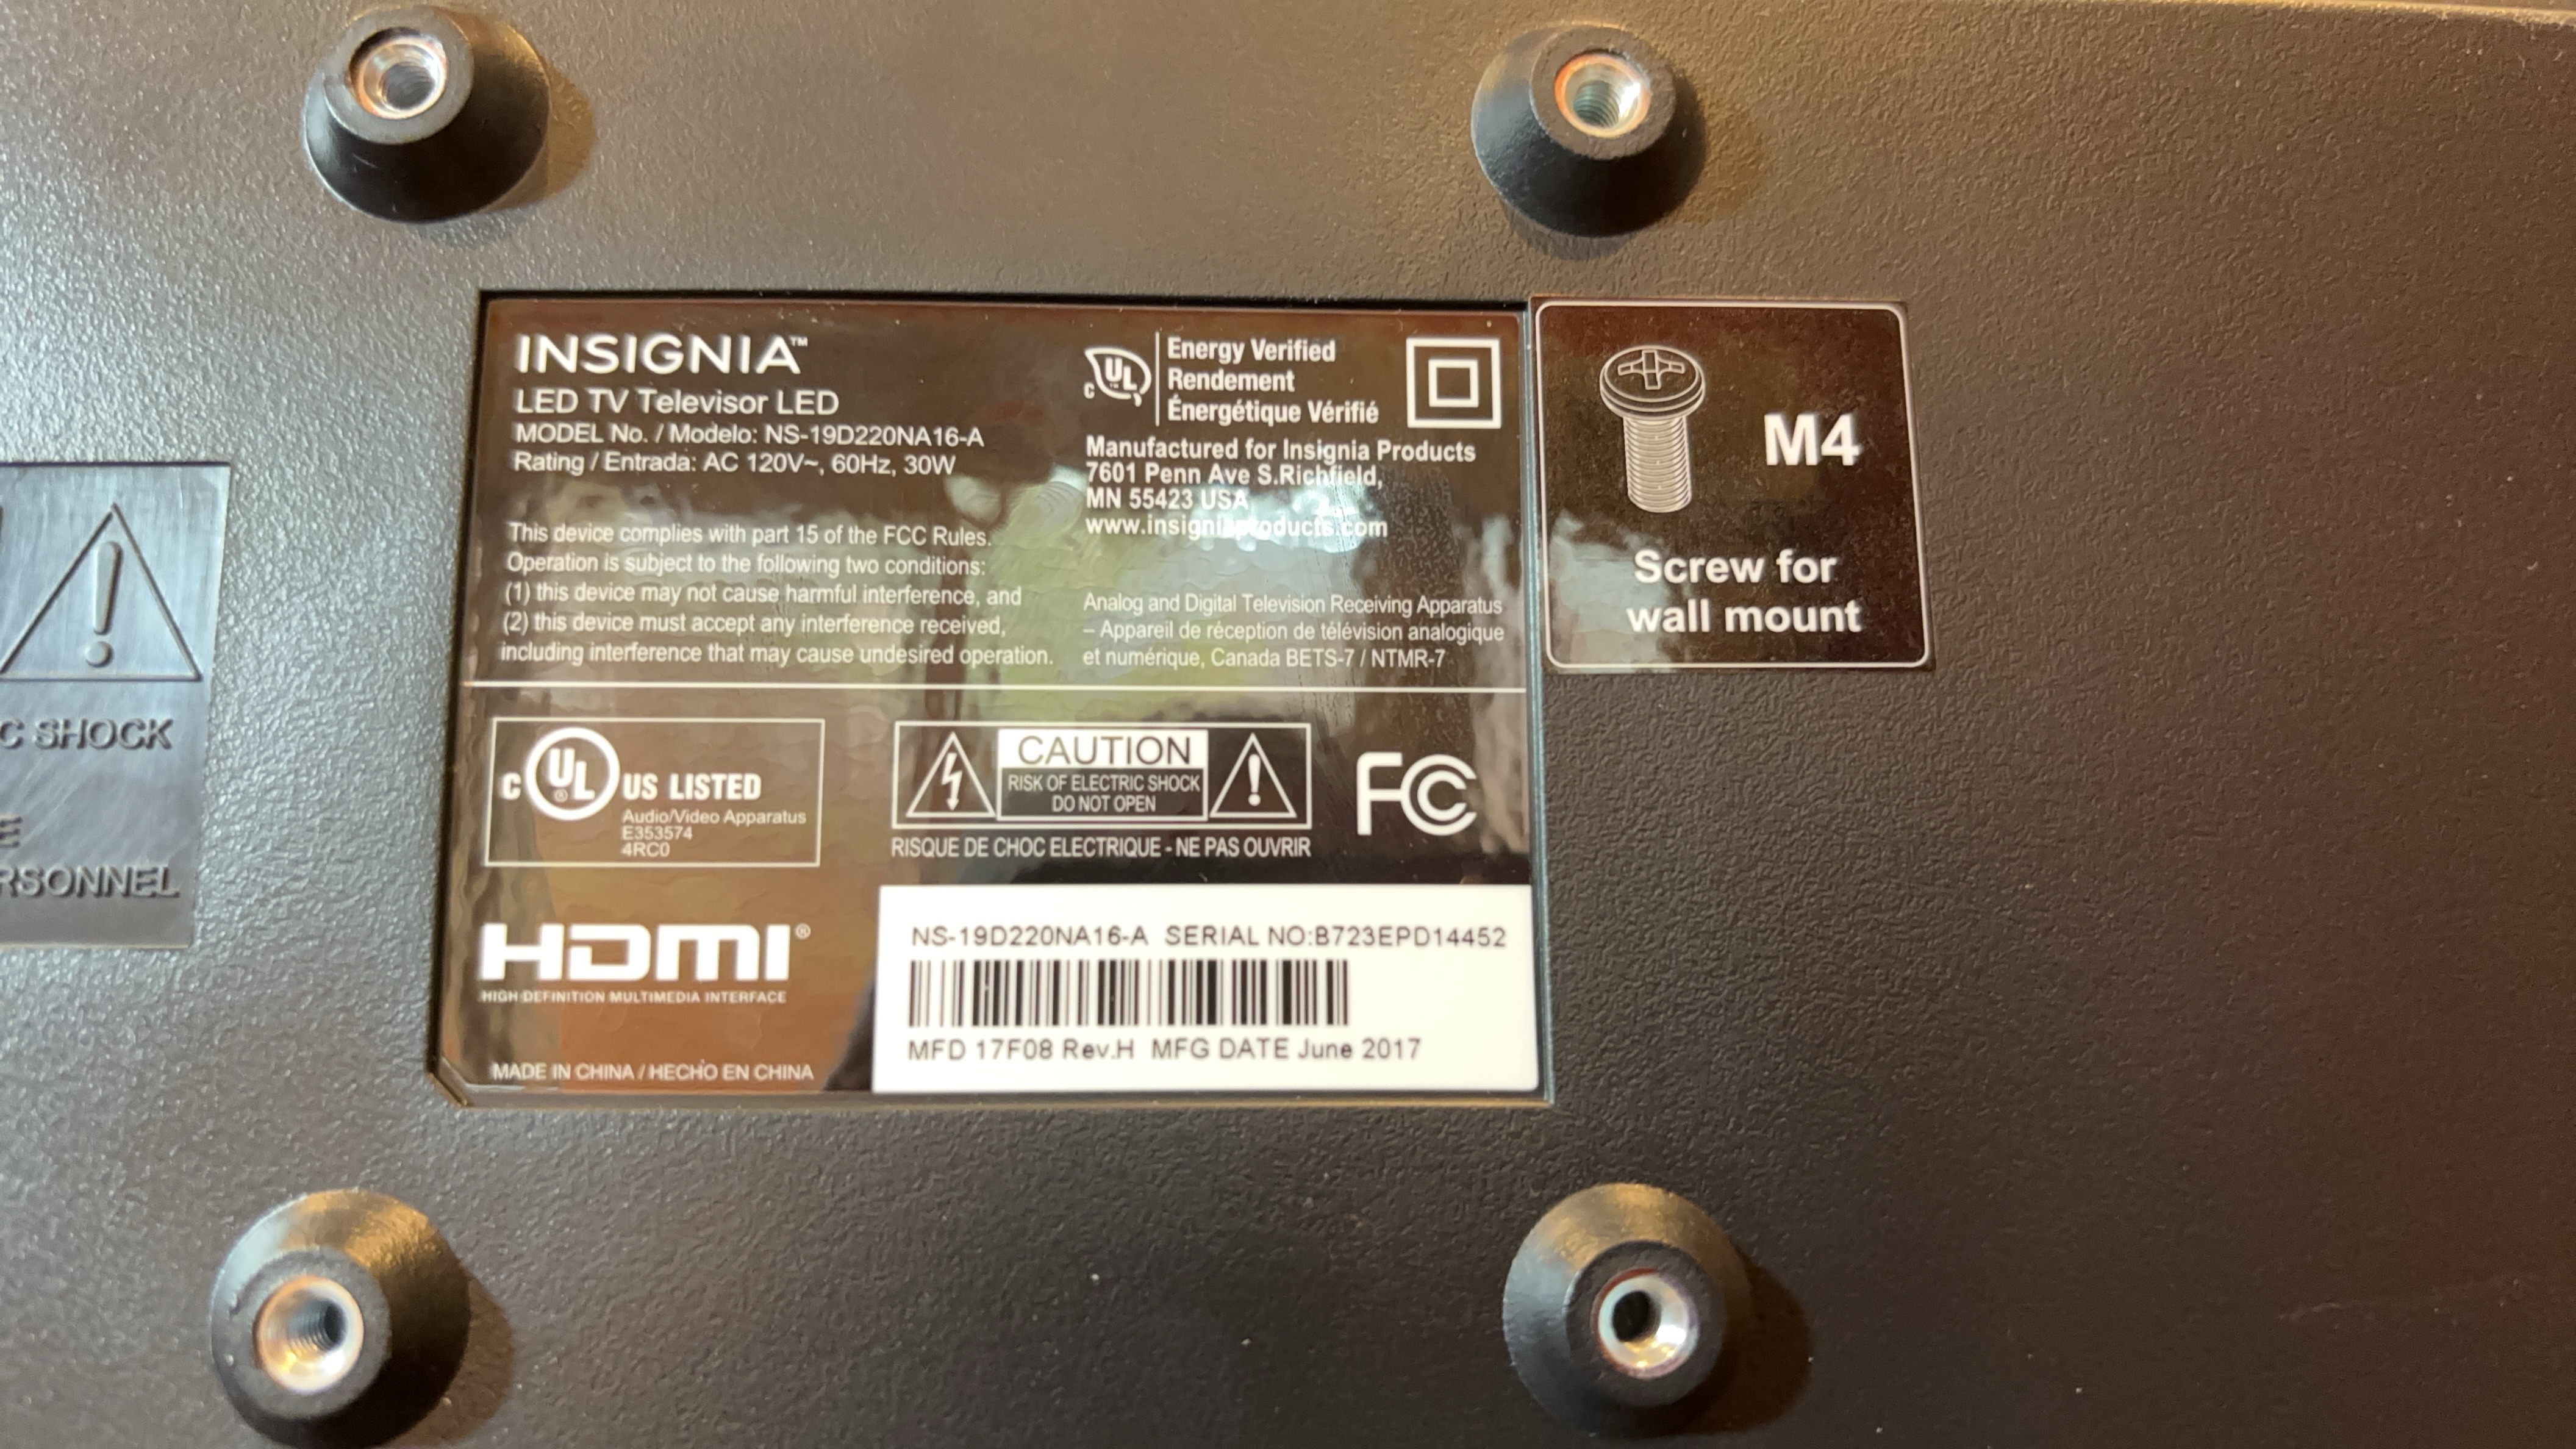 INSIGNIA™
LED TV Televisor LED
MODEL No. / Modelo: NS-19D220NA16-A
Rating / Entrada: AC 120V~, 60Hz, 30W
This device complies with part 15 of the FCC Rules.
Operation is subject to the following two conditions:
(1) this device may not cause harmful interference, and
(2) this device must accept any interference received,
including interference that may cause undesired operation.
C UL
Energy Verified
Rendement
Énergétique Vérifié
Manufactured for Insignia Products
7601 Penn Ave S.Richfield,
MN 55423 USA
www.insigniaproducts.com
Analog and Digital Television Receiving Apparatus
– Appareil de réception de télévision analogique
et numérique, Canada BETS-7 / NTMR-7
M4
Screw for
wall mount
C SHOCK
E
RSONNEL
C UL® US LISTED
Audio/Video Apparatus
E353574
4RC0
CAUTION
RISK OF ELECTRIC SHOCK
DO NOT OPEN
RISQUE DE CHOC ELECTRIQUE - NE PAS OUVRIR
FC
HDMI®
HIGH DEFINITION MULTIMEDIA INTERFACE
MADE IN CHINA / HECHO EN CHINA
NS-19D220NA16-A SERIAL NO:B723EPD14452
MFD 17F08 Rev.H MFG DATE June 2017